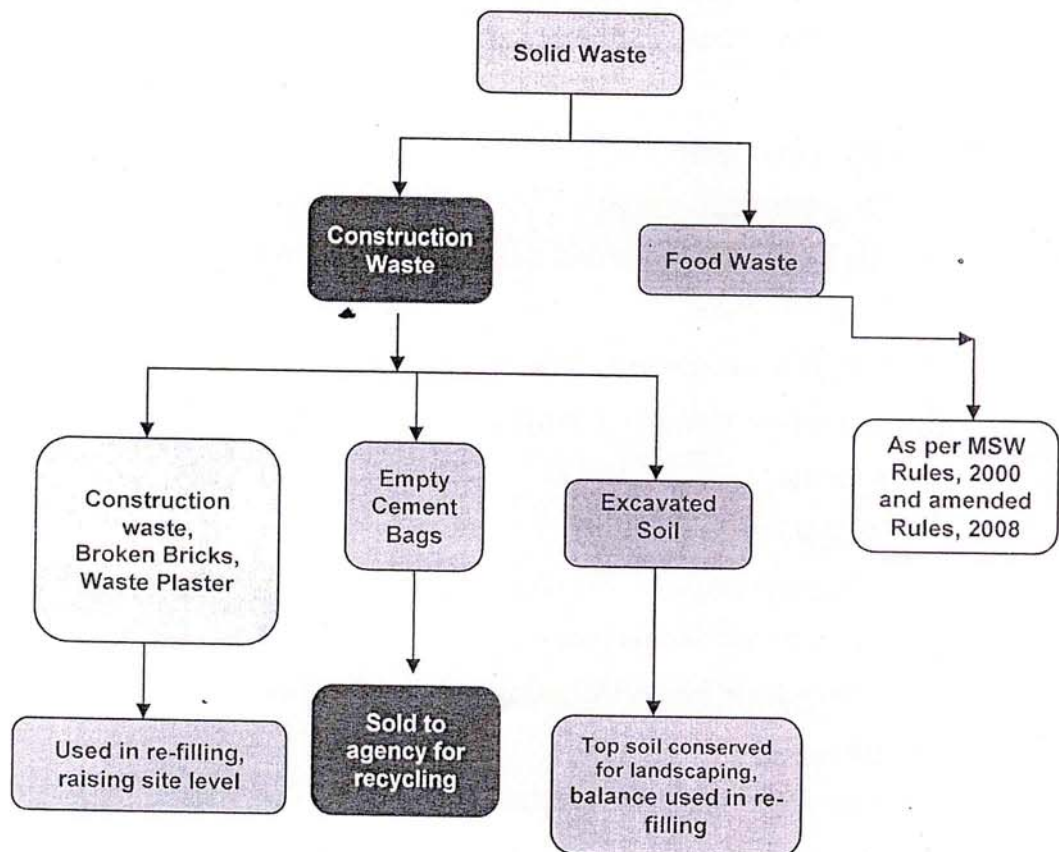 Solid Waste
Construction
Waste
Food Waste
Construction
waste,
Broken Bricks,
Waste Plaster
Empty
Cement
Bags
Excavated
Soil
As per MSW
Rules, 2000
and amended
Rules, 2008
Used in re-filling,
raising site level
Sold to
agency for
recycling
Top soil conserved
for landscaping,
balance used in re-
filling